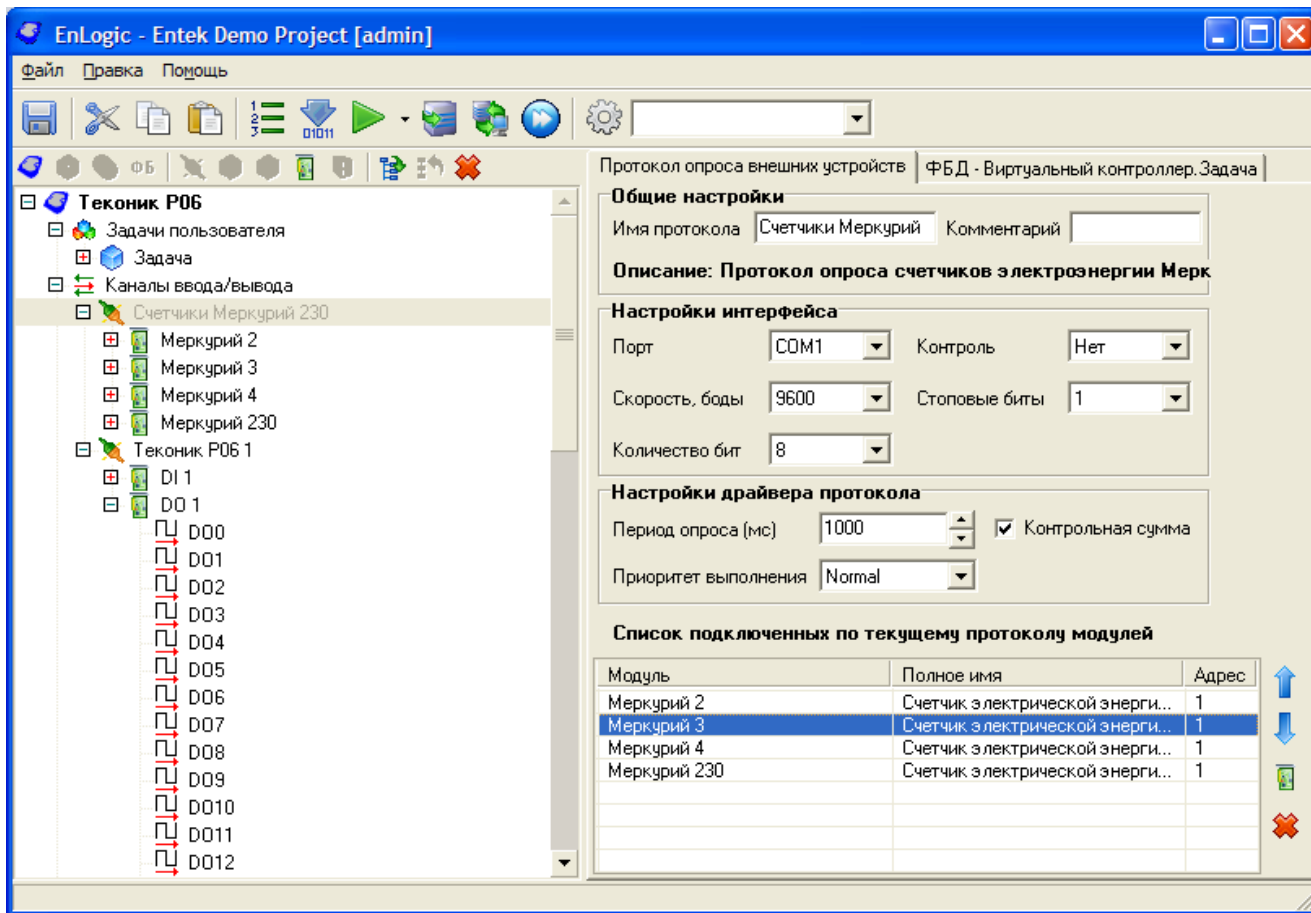 EnLogic - Entek Demo Project [admin]
Файл Правка Помощь
1 2 3
01011
ФБ
Теконик P06
Задачи пользователя
Задача
Каналы ввода/вывода
Счетчики Меркурий 230
Меркурий 2
Меркурий 3
Меркурий 4
Меркурий 230
Теконик P06 1
DI 1
DO 1
DO0
DO1
DO2
DO3
DO4
DO5
DO6
DO7
DO8
DO9
DO10
DO11
DO12
Протокол опроса внешних устройств ФБД - Виртуальный контроллер.Задача
Общие настройки
Имя протокола Счетчики Меркурий Комментарий
Описание: Протокол опроса счетчиков электроэнергии Мерк
Настройки интерфейса
Порт COM1 Контроль Нет
Скорость, боды 9600 Стоповые биты 1
Количество бит 8
Настройки драйвера протокола
Период опроса (мс) 1000 Контрольная сумма
Приоритет выполнения Normal
Список подключенных по текущему протоколу модулей
Модуль Полное имя Адрес
Меркурий 2 Счетчик электрической энерги... 1
Меркурий 3 Счетчик электрической энерги... 1
Меркурий 4 Счетчик электрической энерги... 1
Меркурий 230 Счетчик электрической энерги... 1